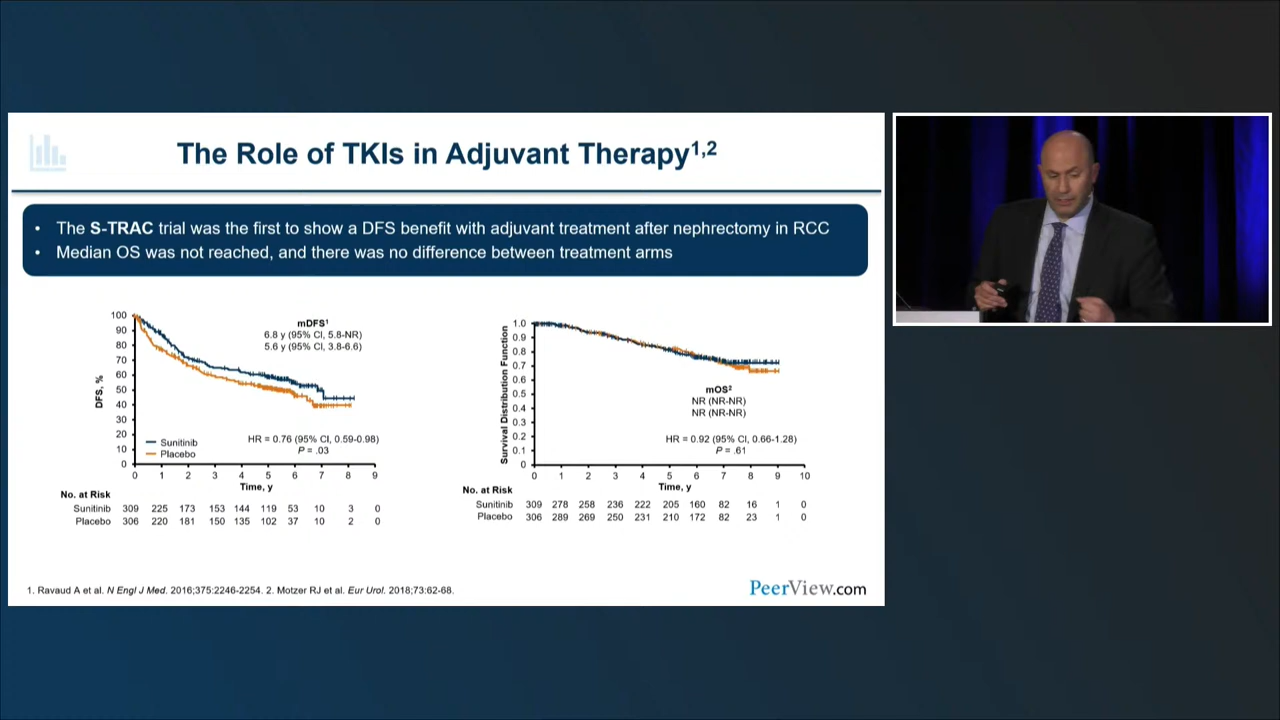 The Role of TKIs in Adjuvant Therapy1,2
• The S-TRAC trial was the first to show a DFS benefit with adjuvant treatment after nephrectomy in RCC
• Median OS was not reached, and there was no difference between treatment arms
mDFS1
6.8 y (95% CI, 5.8-NR)
5.6 y (95% CI, 3.8-6.6)
DFS, %
100
90
80
70
60
50
40
30
20
10
0
Sunitinib
Placebo
HR = 0.76 (95% CI, 0.59-0.98)
P = .03
0 1 2 3 4 5 6 7 8 9
Time, y
No. at Risk
Sunitinib 309 225 173 153 144 119 53 10 3 0
Placebo 306 220 181 150 135 102 37 10 2 0
Survival Distribution Function
1.0
0.9
0.8
0.7
0.6
0.5
0.4
0.3
0.2
0.1
0
mOS2
NR (NR-NR)
NR (NR-NR)
HR = 0.92 (95% CI, 0.66-1.28)
P = .61
0 1 2 3 4 5 6 7 8 9 10
Time, y
No. at Risk
Sunitinib 309 278 258 236 222 205 160 82 16 1 0
Placebo 306 289 269 250 231 210 172 82 23 1 0
1. Ravaud A et al. N Engl J Med. 2016;375:2246-2254. 2. Motzer RJ et al. Eur Urol. 2018;73:62-68.
PeerView.com